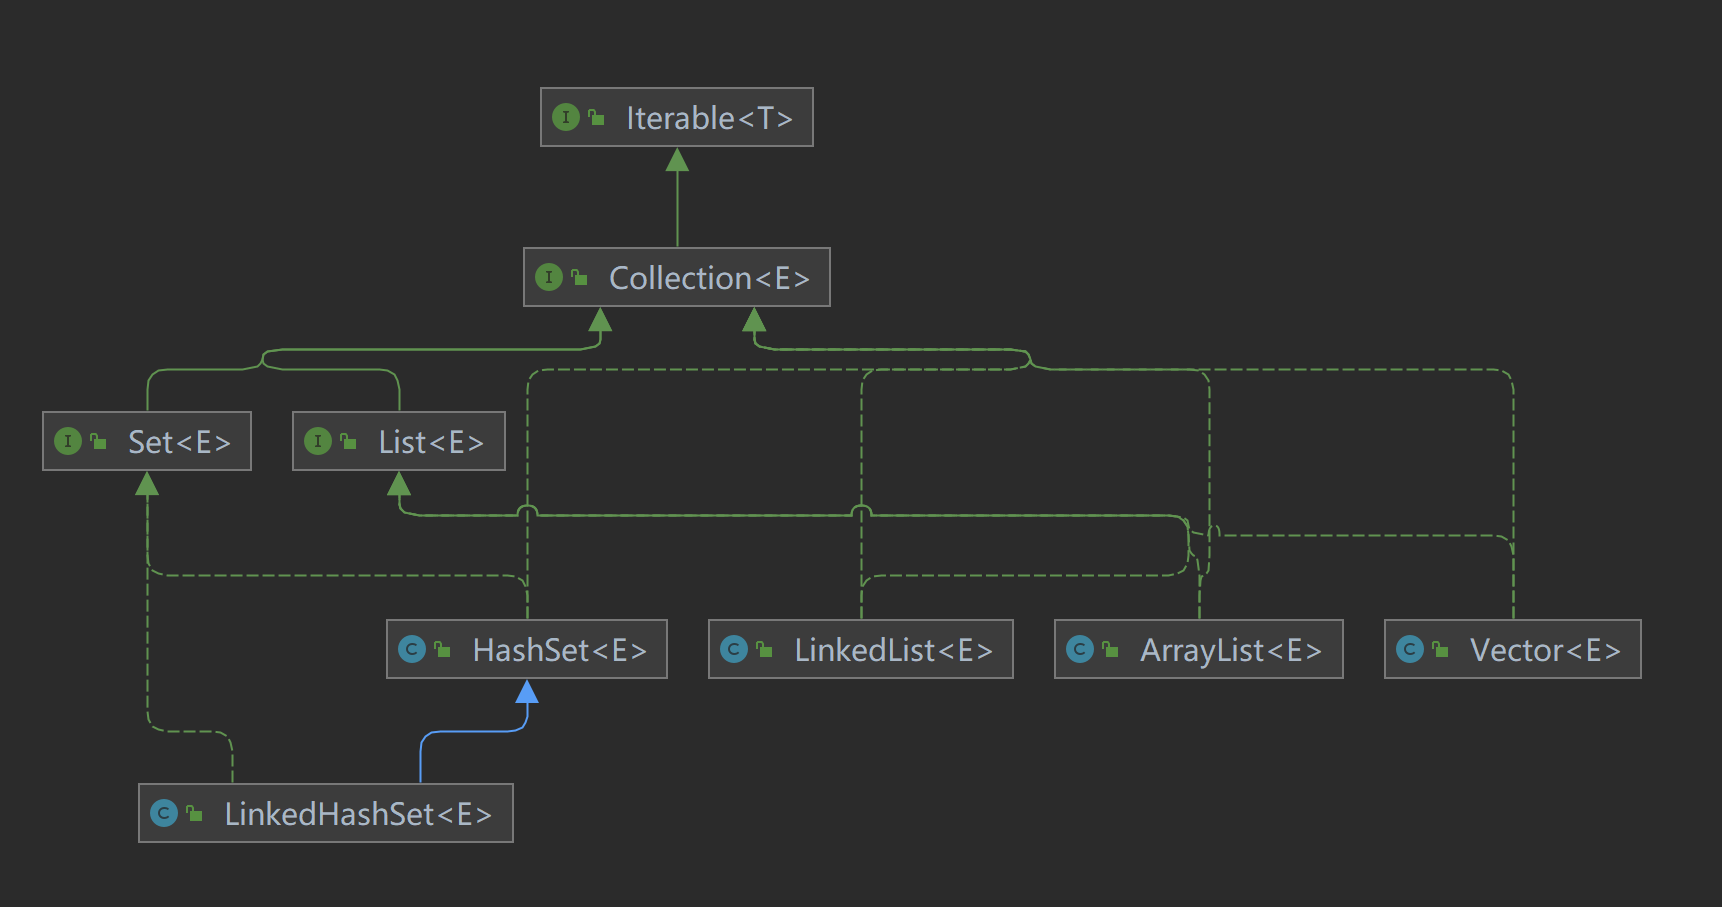 I Iterable<T>
I Collection<E>
I Set<E>
I List<E>
C HashSet<E>
C LinkedList<E>
C ArrayList<E>
C Vector<E>
C LinkedHashSet<E>